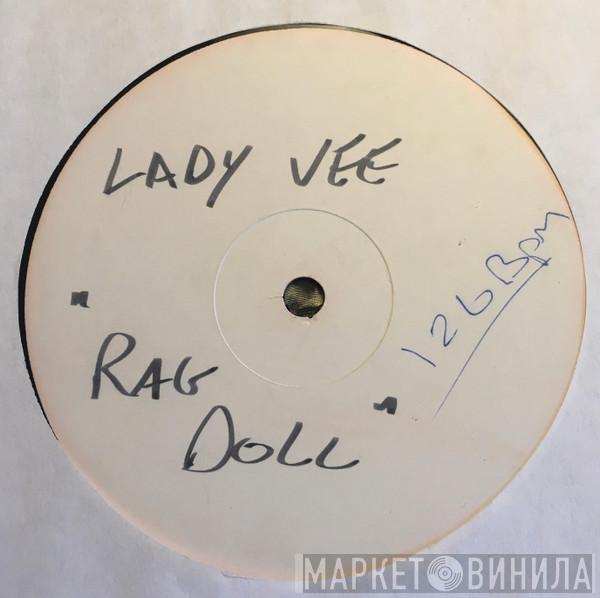 LADY VEE
"RAG
DOLL"
126 Bpm
МАРКЕТ ВИНИЛА